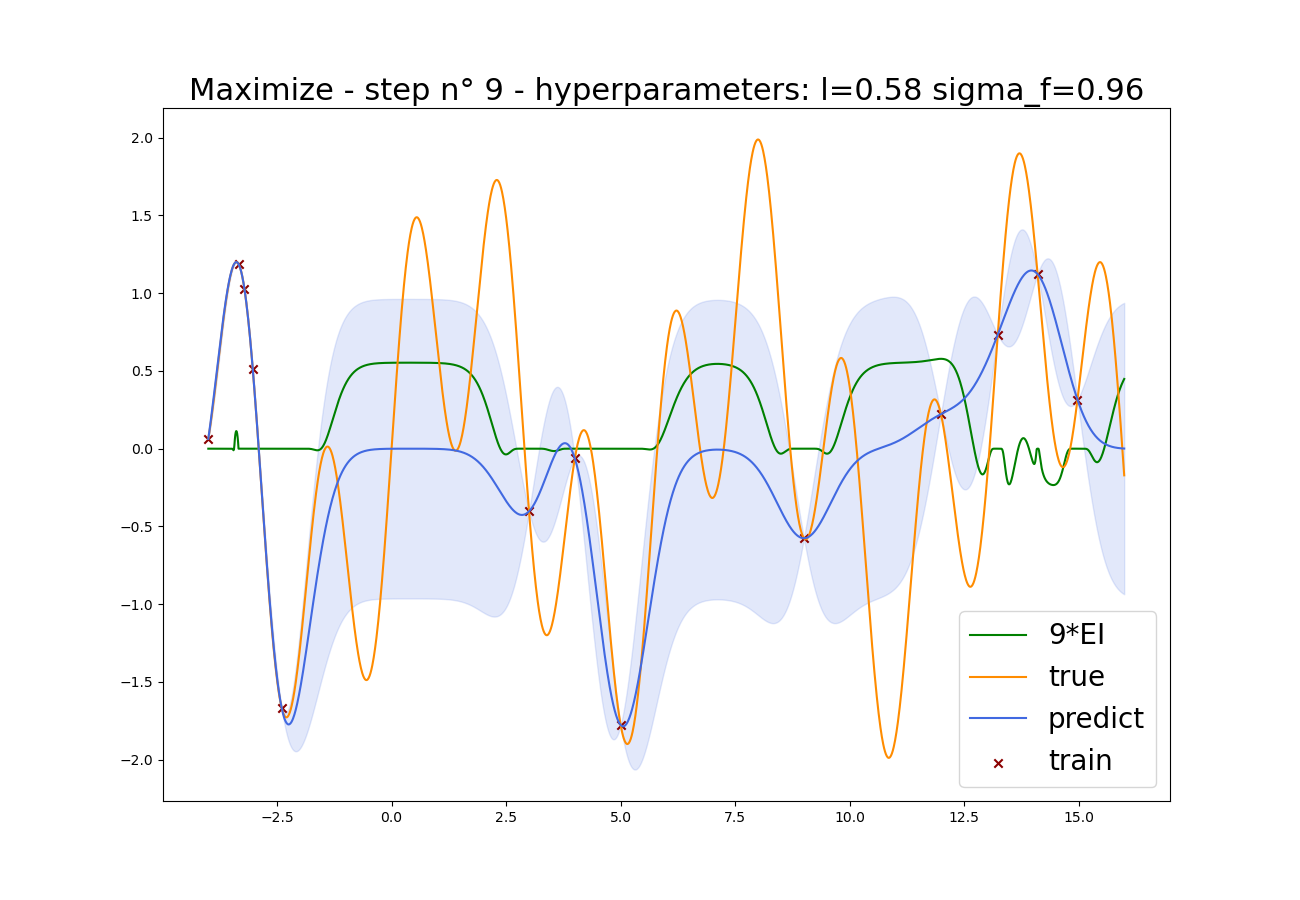 Maximize - step n° 9 - hyperparameters: l=0.58 sigma_f=0.96
2.0
1.5
1.0
0.5
0.0
−0.5
−1.0
−1.5
−2.0
9*EI
true
predict
train
−2.5 0.0 2.5 5.0 7.5 10.0 12.5 15.0